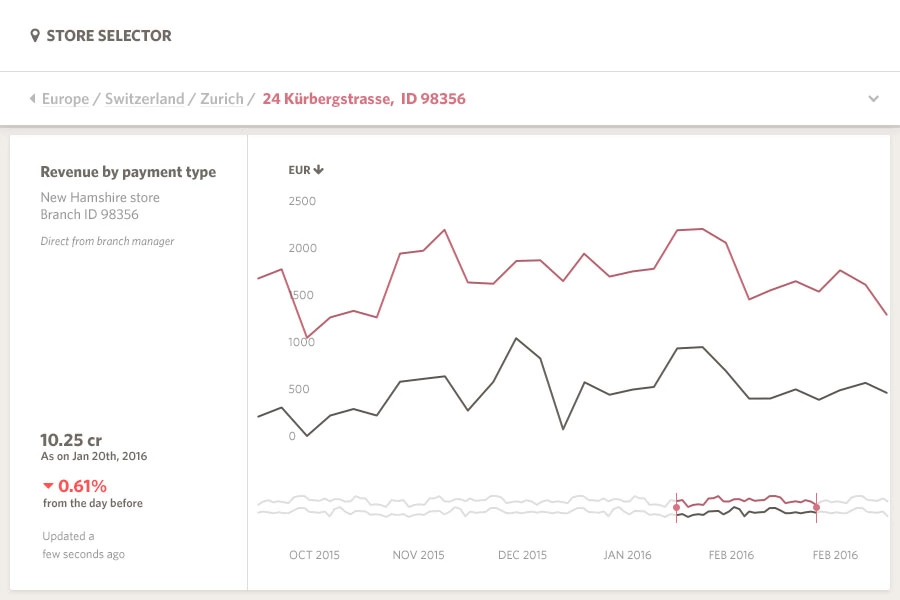 STORE SELECTOR
Europe / Switzerland / Zurich / 24 Kürbergstrasse, ID 98356
Revenue by payment type
New Hamshire store
Branch ID 98356
Direct from branch manager
10.25 cr
As on Jan 20th, 2016
0.61%
from the day before
Updated a
few seconds ago
EUR
2500
2000
1500
1000
500
0
OCT 2015 NOV 2015 DEC 2015 JAN 2016 FEB 2016 FEB 2016